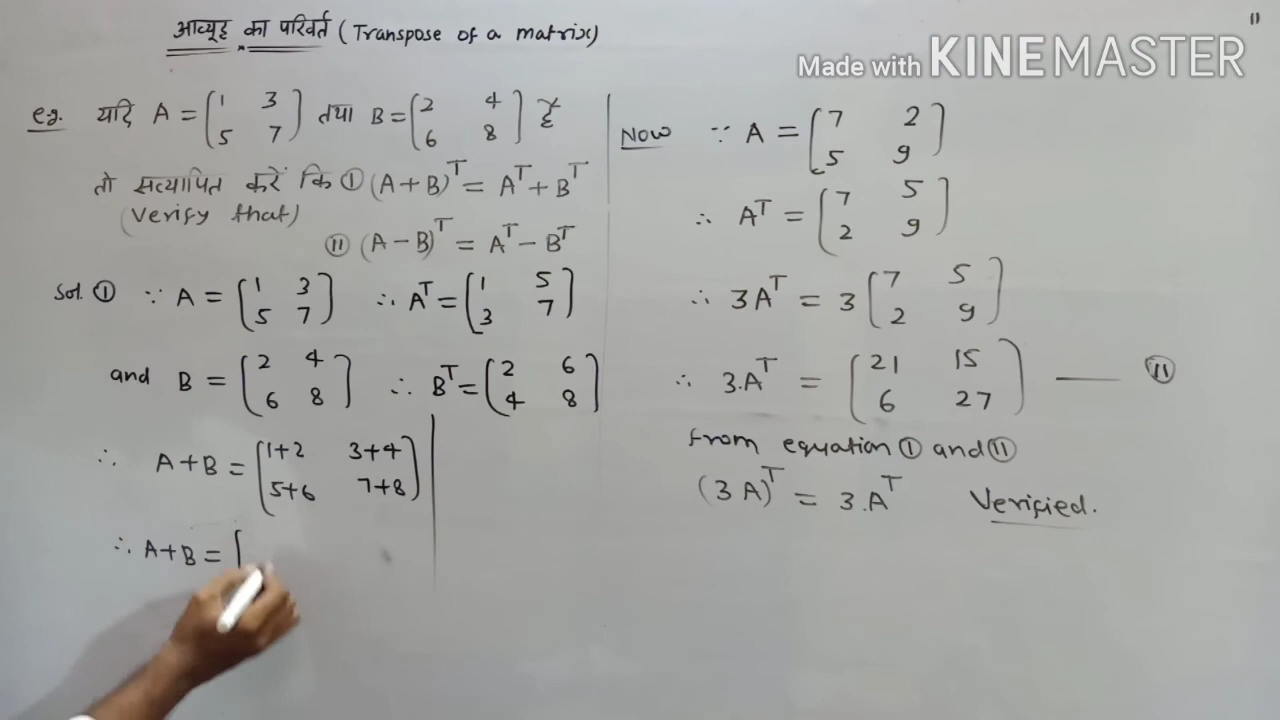 आव्यूह का परिवर्त (Transpose of a matrix)
11
Made with KINEMASTER
e.g. यदि A = [1 3
5 7] तथा B = [2 4
6 8] है
तो सत्यापित करें कि ① (A+B)^T = A^T + B^T
(Verify that)
⑪ (A-B)^T = A^T - B^T
Sol. ① ∵ A = [1 3
5 7] ∴ A^T = [1 5
3 7]
and B = [2 4
6 8] ∴ B^T = [2 6
4 8]
∴ A+B = [1+2 3+4
5+6 7+8]
∴ A+B = [
Now ∵ A = [7 2
5 9]
∴ A^T = [7 5
2 9]
∴ 3A^T = 3 [7 5
2 9]
∴ 3.A^T = [21 15
6 27] — ⑪
from equation ① and ⑪
(3A)^T = 3.A^T Verified.